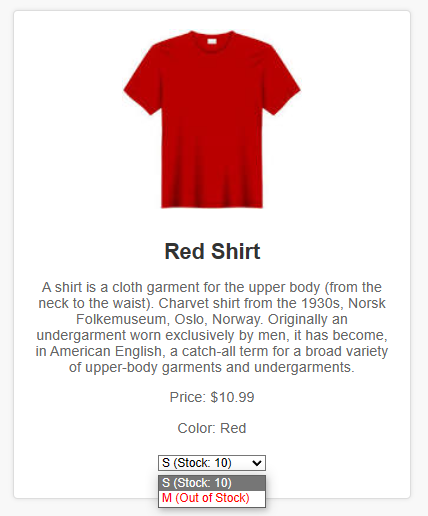 Red Shirt
A shirt is a cloth garment for the upper body (from the
neck to the waist). Charvet shirt from the 1930s, Norsk
Folkemuseum, Oslo, Norway. Originally an
undergarment worn exclusively by men, it has become,
in American English, a catch-all term for a broad variety
of upper-body garments and undergarments.
Price: $10.99
Color: Red
S (Stock: 10)
S (Stock: 10)
M (Out of Stock)